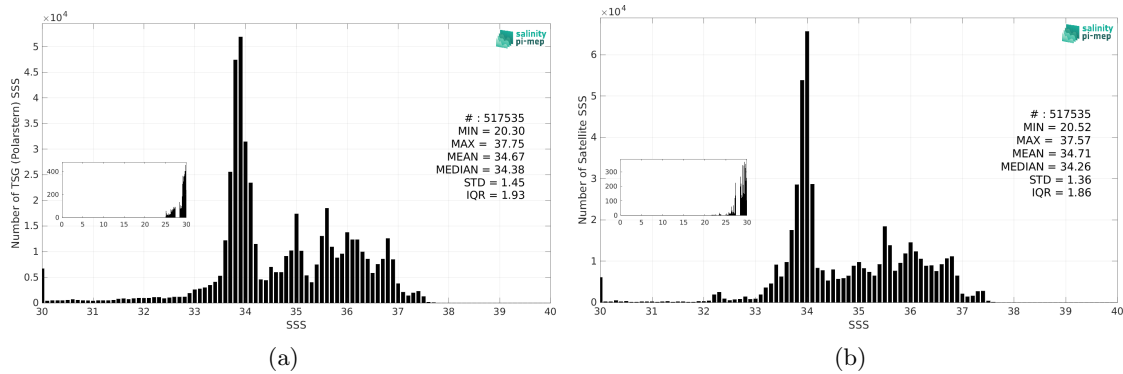 ×10⁴
5
4.5
4
3.5
3
2.5
2
1.5
1
0.5
0
30 31 32 33 34 35 36 37 38 39 40
SSS
Number of TSG (Polarstern) SSS
salinity
pi-mep
# : 517535
MIN = 20.30
MAX = 37.75
MEAN = 34.67
MEDIAN = 34.38
STD = 1.45
IQR = 1.93
400
200
0
0 5 10 15 20 25 30
(a)
×10⁴
6
5
4
3
2
1
0
30 31 32 33 34 35 36 37 38 39 40
SSS
Number of Satellite SSS
salinity
pi-mep
# : 517535
MIN = 20.52
MAX = 37.57
MEAN = 34.71
MEDIAN = 34.26
STD = 1.36
IQR = 1.86
300
200
100
0
0 5 10 15 20 25 30
(b)